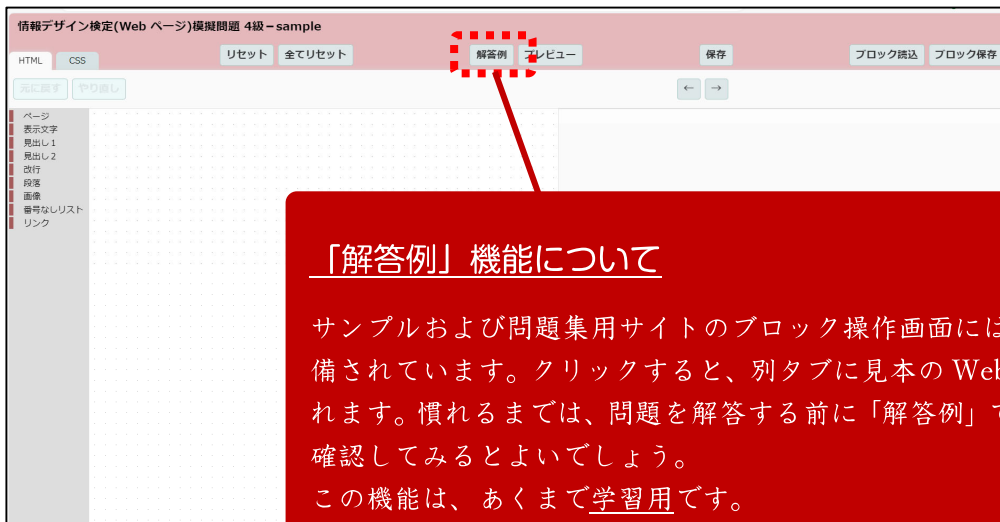 情報デザイン検定(Web ページ)模擬問題 4級－sample
HTML CSS リセット 全てリセット 解答例 プレビュー 保存 ブロック読込 ブロック保存
元に戻す やり直し ← →
ページ
表示文字
見出し1
見出し2
改行
段落
画像
番号なしリスト
リンク
「解答例」機能について
サンプルおよび問題集用サイトのブロック操作画面には
備されています。クリックすると、別タブに見本の Web
れます。慣れるまでは、問題を解答する前に「解答例」で
確認してみるとよいでしょう。
この機能は、あくまで学習用です。